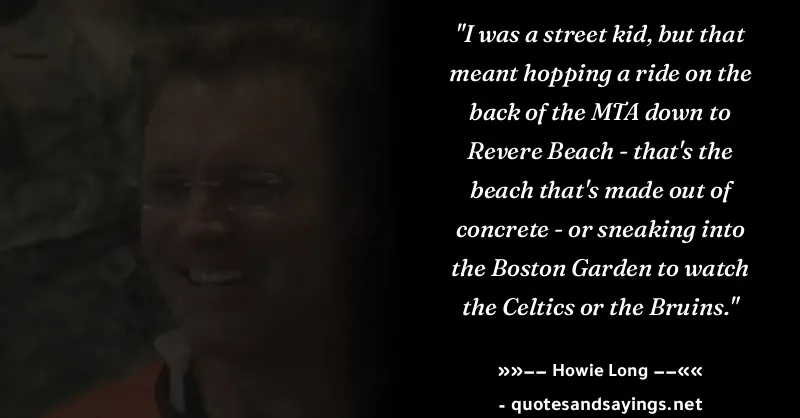 "I was a street kid, but that
meant hopping a ride on the
back of the MTA down to
Revere Beach - that's the
beach that's made out of
concrete - or sneaking into
the Boston Garden to watch
the Celtics or the Bruins."
»»−− Howie Long −−««
- quotesandsayings.net